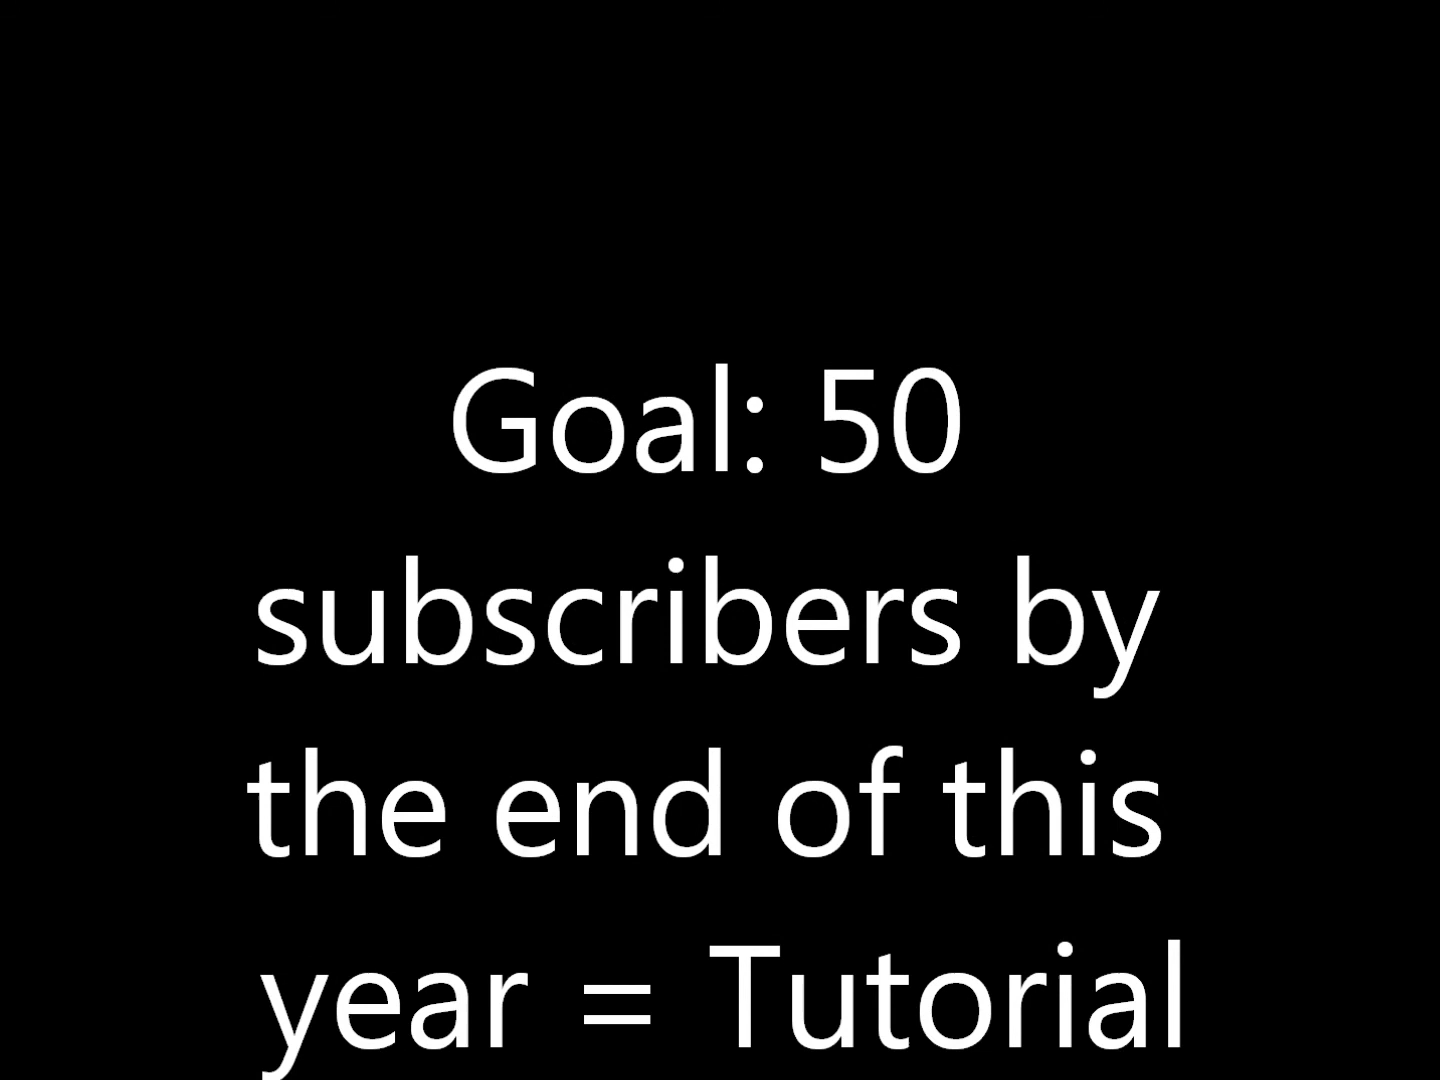 Goal: 50
subscribers by
the end of this
year = Tutorial